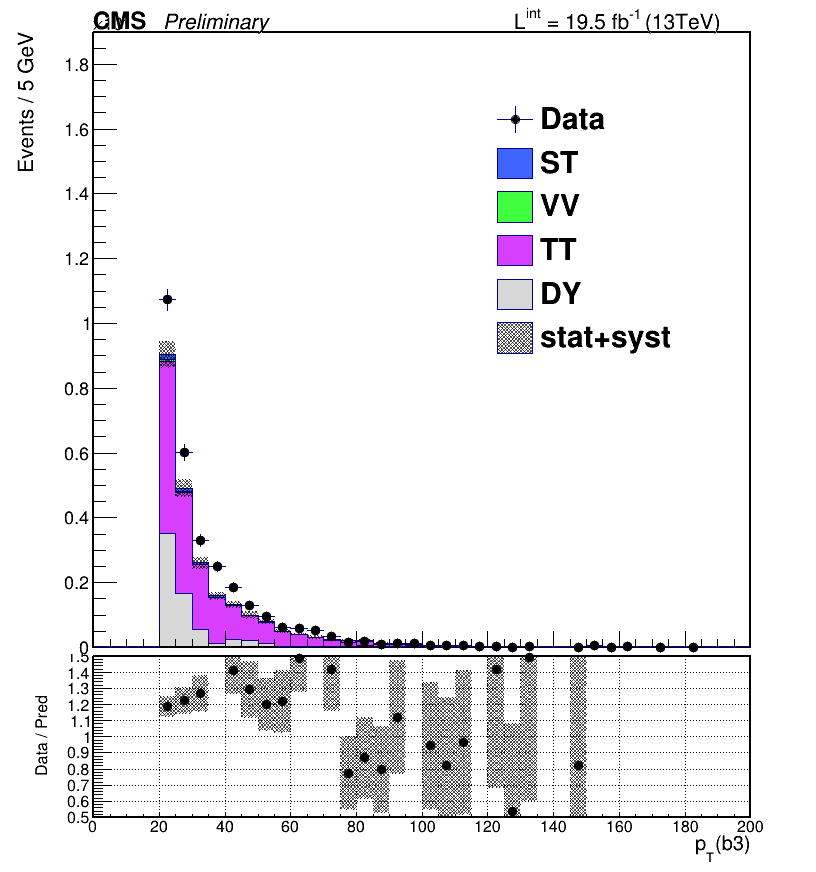 CMS Preliminary L^int = 19.5 fb^-1 (13TeV)
Events / 5 GeV
1.8
1.6
1.4
1.2
1
0.8
0.6
0.4
0.2
0
Data
ST
VV
TT
DY
stat+syst
Data / Pred
1.5
1.4
1.3
1.2
1.1
1
0.9
0.8
0.7
0.6
0.5
0 20 40 60 80 100 120 140 160 180 200
p_T(b3)